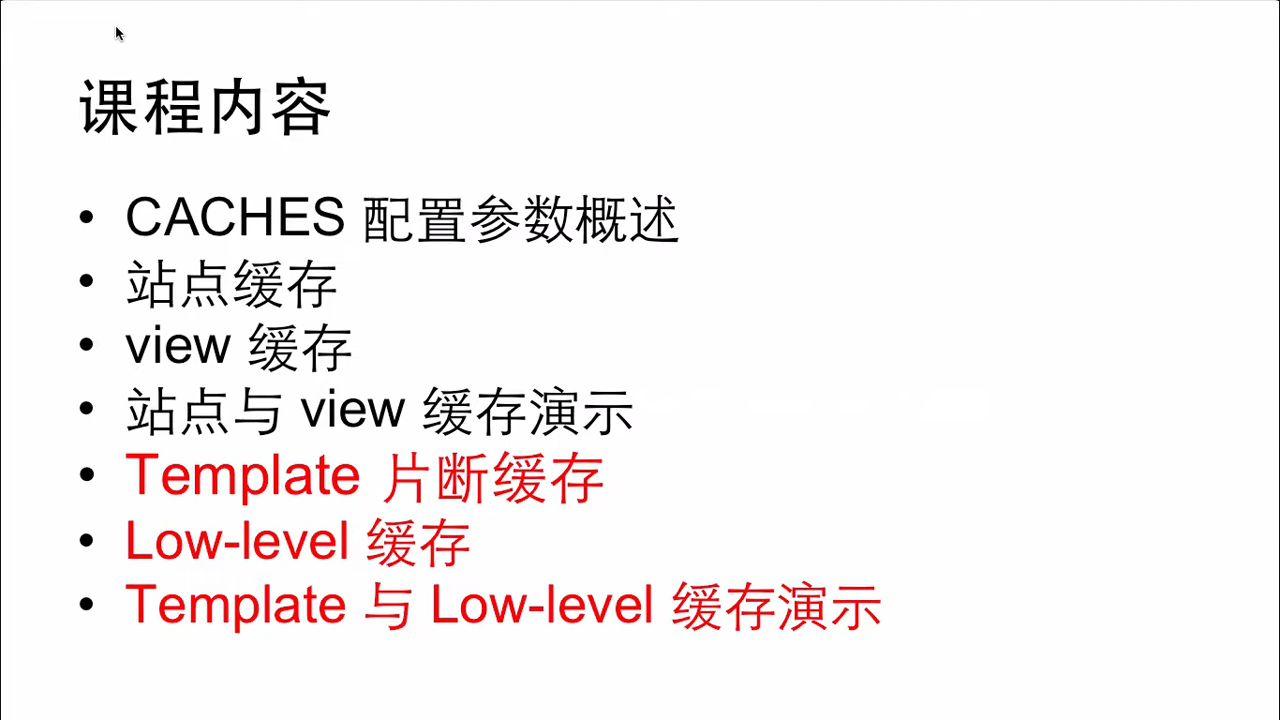 课程内容
• CACHES 配置参数概述
• 站点缓存
• view 缓存
• 站点与 view 缓存演示
• Template 片断缓存
• Low-level 缓存
• Template 与 Low-level 缓存演示